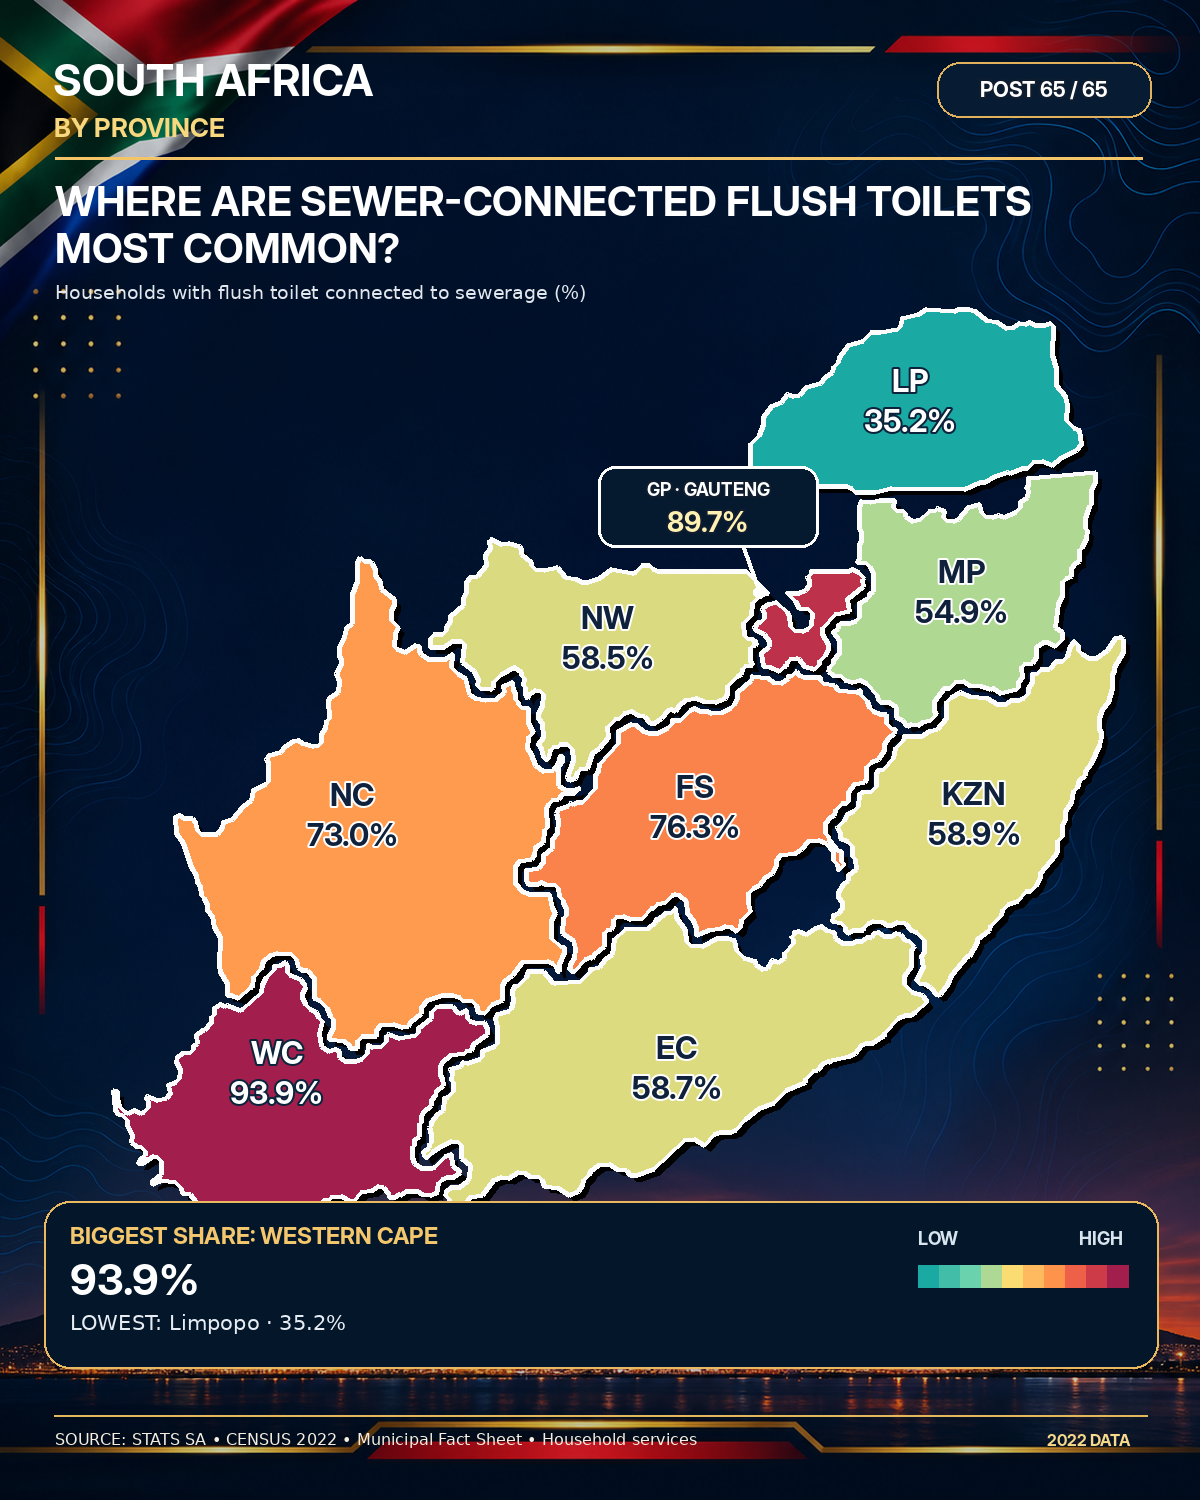 SOUTH AFRICA
POST 65 / 65
BY PROVINCE
WHERE ARE SEWER-CONNECTED FLUSH TOILETS
MOST COMMON?
Households with flush toilet connected to sewerage (%)
LP
35.2%
GP · GAUTENG
89.7%
MP
54.9%
NW
58.5%
NC
73.0%
FS
76.3%
KZN
58.9%
WC
93.9%
EC
58.7%
BIGGEST SHARE: WESTERN CAPE
93.9%
LOWEST: Limpopo · 35.2%
LOW HIGH
SOURCE: STATS SA • CENSUS 2022 • Municipal Fact Sheet • Household services
2022 DATA